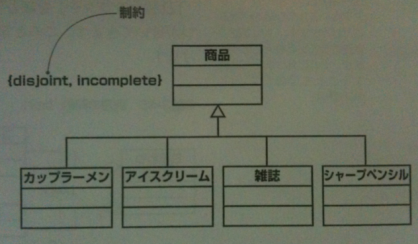 制約
商品
{disjoint, incomplete}
カップラーメン アイスクリーム 雑誌 シャープペンシル